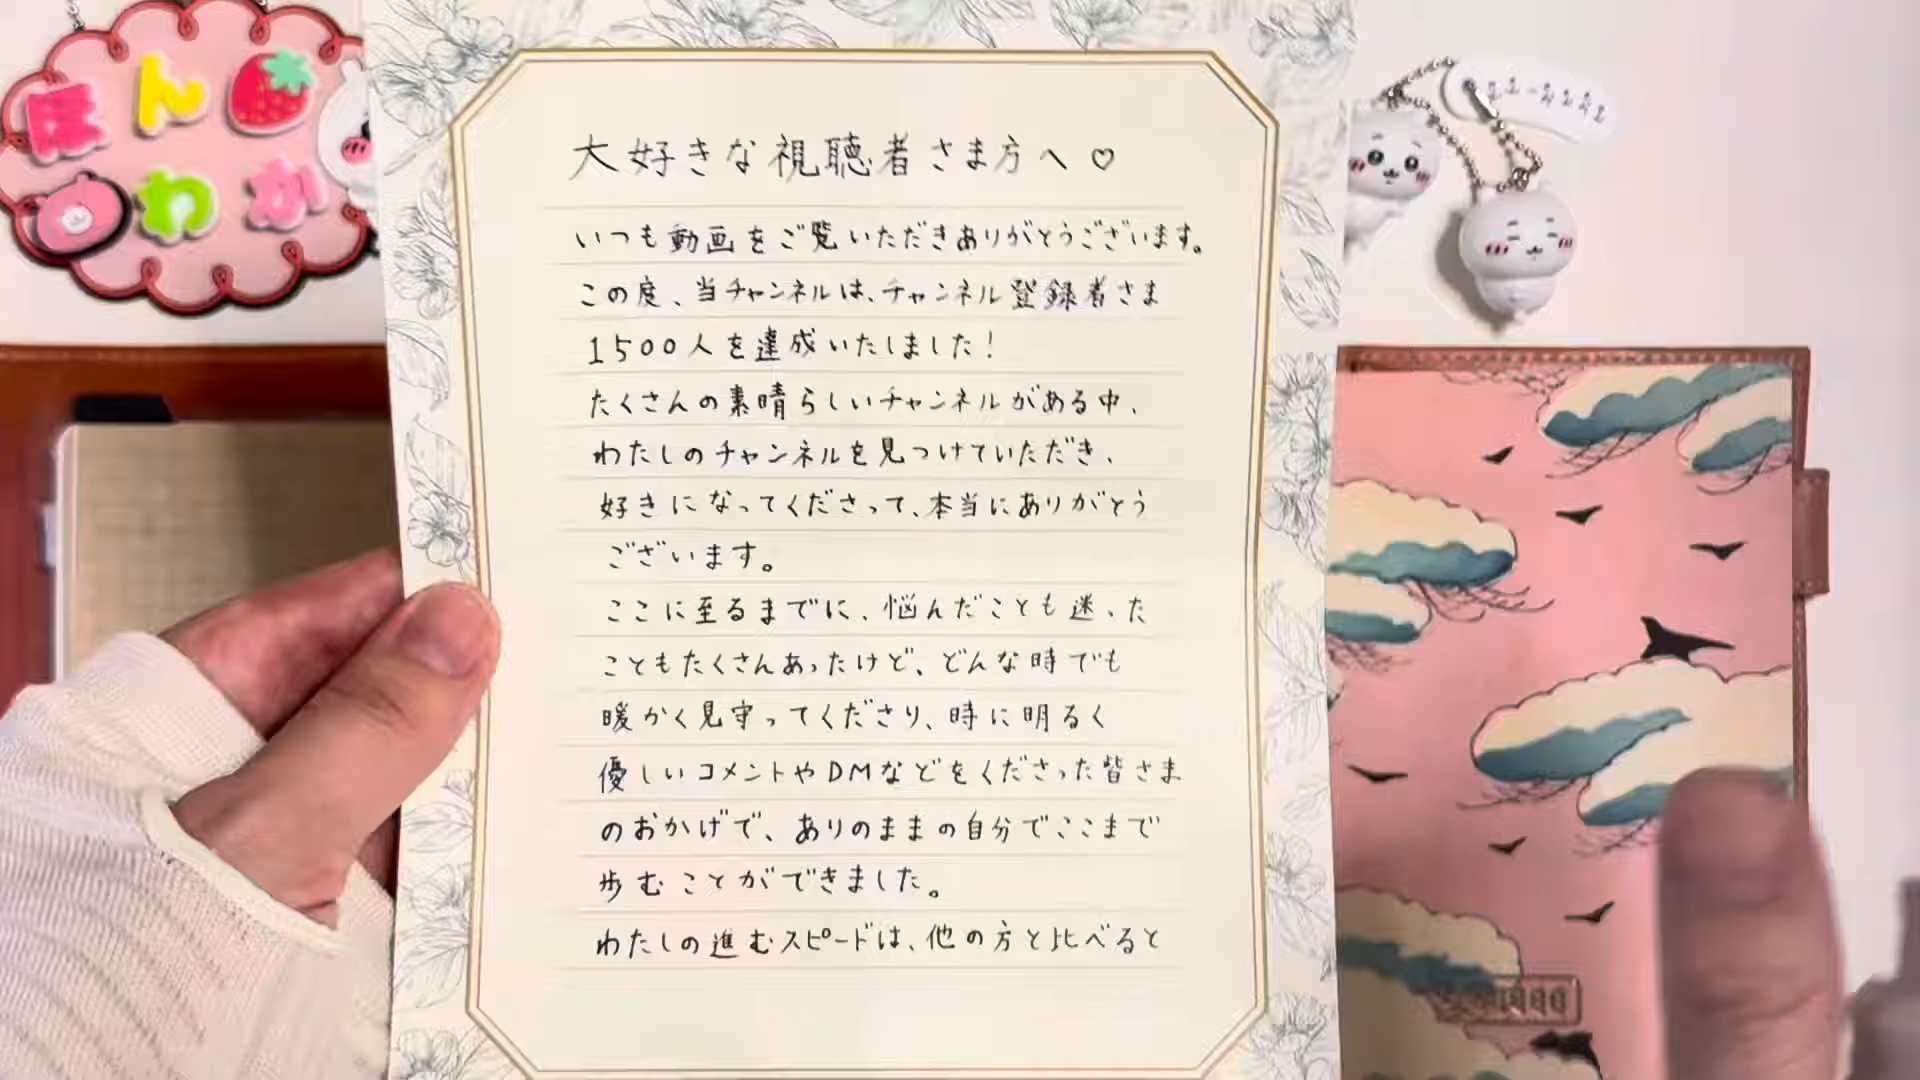 ほん
わか
大好きな視聴者さま方へ♡
いつも動画をご覧いただきありがとうございます。
この度、当チャンネルは、チャンネル登録者さま
1500人を達成いたしました!
たくさんの素晴らしいチャンネルがある中、
わたしのチャンネルを見つけていただき、
好きになってくださって、本当にありがとう
ございます。
ここに至るまでに、悩んだことも迷った
こともたくさんあったけど、どんな時でも
暖かく見守ってくださり、時に明るく
優しいコメントやDMなどをくださった皆さま
のおかげで、ありのままの自分でここまで
歩むことができました。
わたしの進むスピードは、他の方と比べると